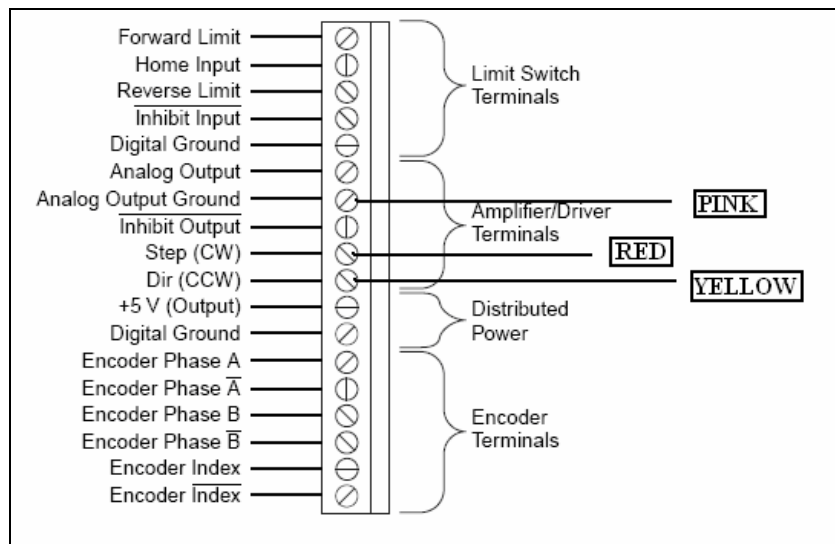 Forward Limit
Home Input
Reverse Limit
Inhibit Input
Digital Ground
Analog Output
Analog Output Ground
Inhibit Output
Step (CW)
Dir (CCW)
+5 V (Output)
Digital Ground
Encoder Phase A
Encoder Phase A̅
Encoder Phase B
Encoder Phase B̅
Encoder Index
Encoder Index
Limit Switch
Terminals
Amplifier/Driver
Terminals
Distributed
Power
Encoder
Terminals
PINK
RED
YELLOW